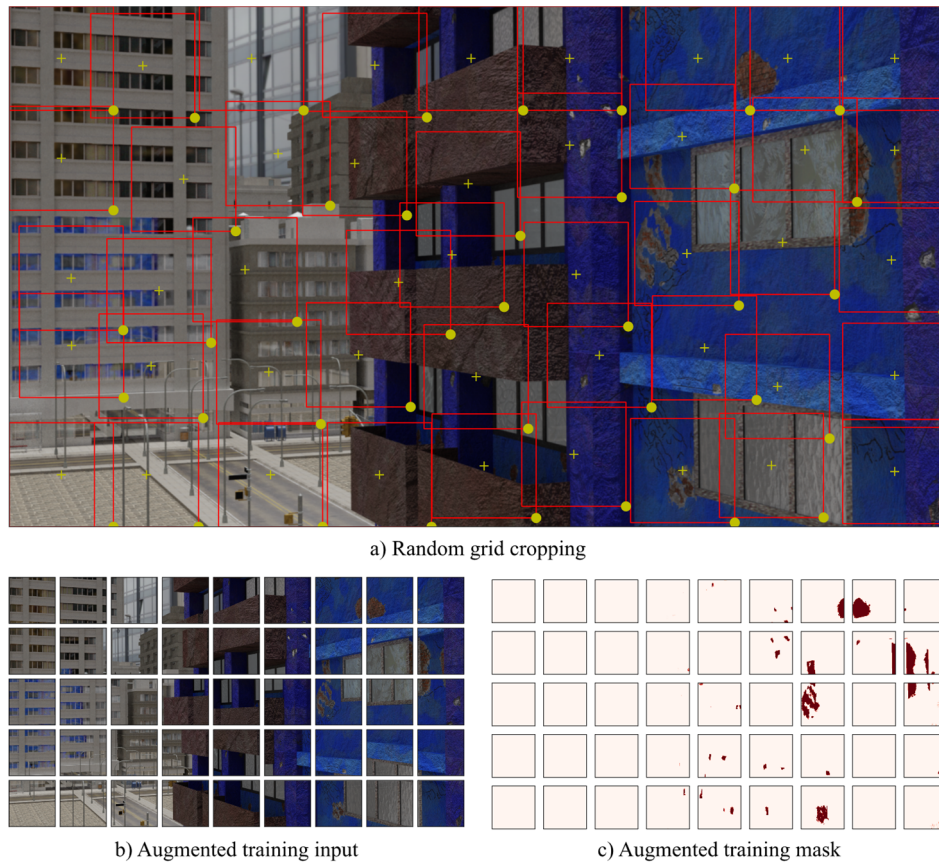 a) Random grid cropping
b) Augmented training input
c) Augmented training mask